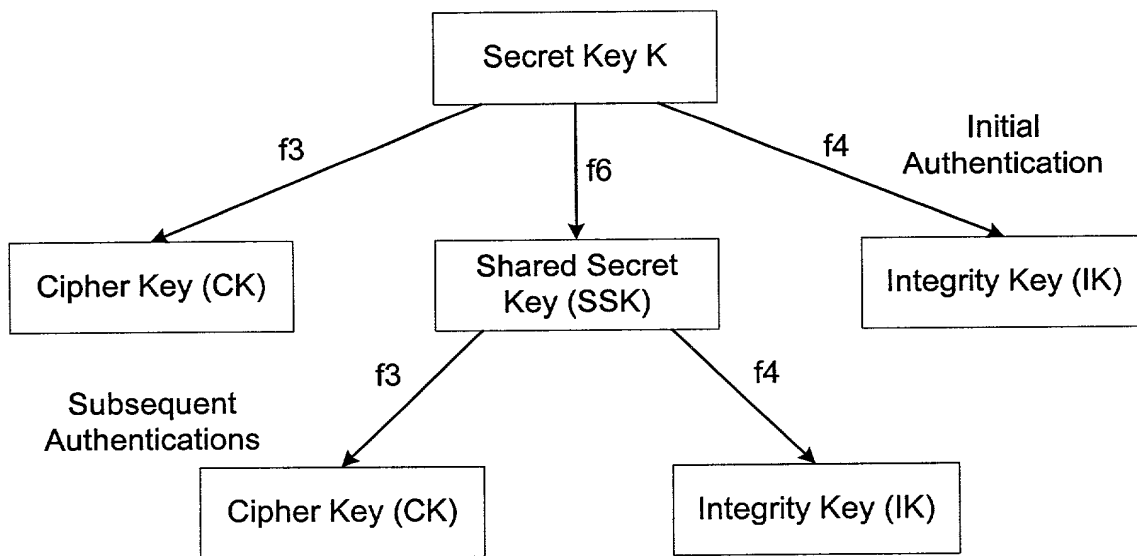 Secret Key K
f3
f6
f4
Initial
Authentication
Cipher Key (CK)
Shared Secret
Key (SSK)
Integrity Key (IK)
f3
f4
Subsequent
Authentications
Cipher Key (CK)
Integrity Key (IK)